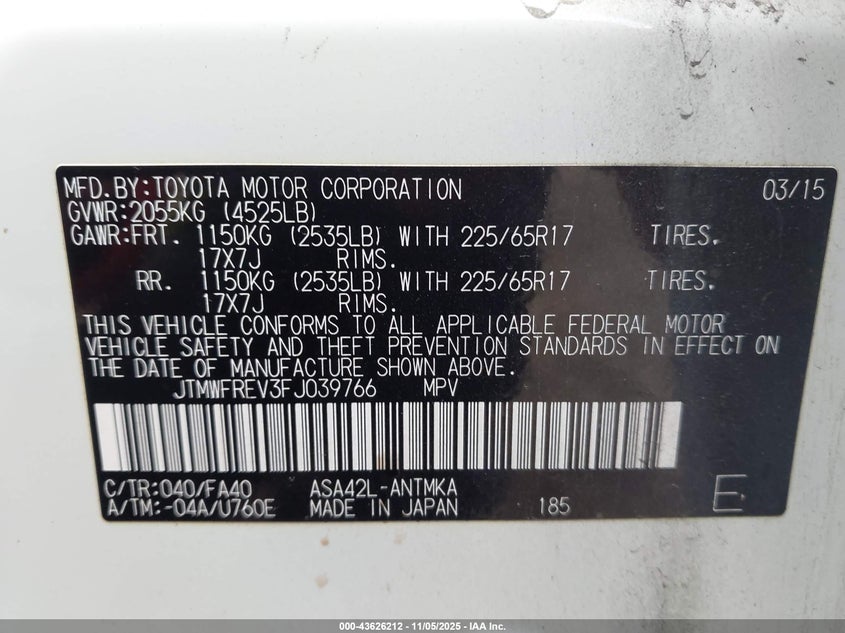 MFD.BY:TOYOTA MOTOR CORPORATION 03/15
GVWR:2055KG (4525LB)
GAWR:FRT. 1150KG (2535LB) WITH 225/65R17 TIRES.
17X7J RIMS.
RR. 1150KG (2535LB) WITH 225/65R17 TIRES.
17X7J RIMS.
THIS VEHICLE CONFORMS TO ALL APPLICABLE FEDERAL MOTOR
VEHICLE SAFETY AND THEFT PREVENTION STANDARDS IN EFFECT ON
THE DATE OF MANUFACTURE SHOWN ABOVE.
JTMWFREV3FJ039766 MPV
C/TR:040/FA40 ASA42L-ANTMKA
A/TM:-04A/U760E MADE IN JAPAN 185 E
000-43626212 - 11/05/2025 - IAA Inc.